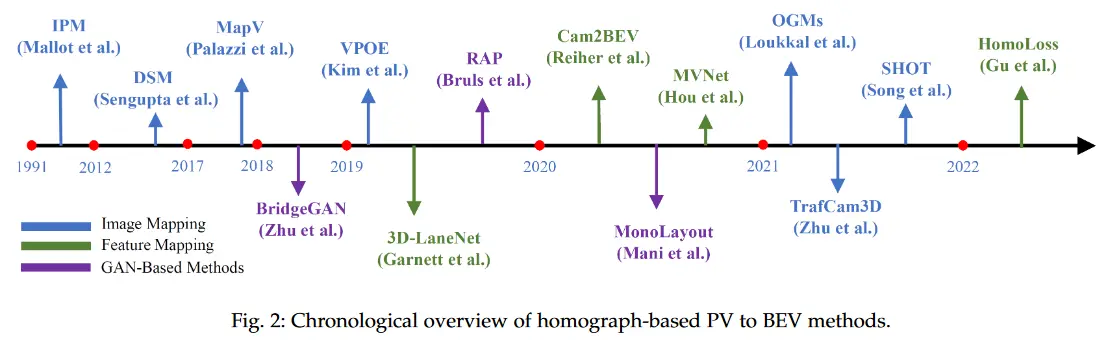 IPM
(Mallot et al.)
DSM
(Sengupta et al.)
MapV
(Palazzi et al.)
VPOE
(Kim et al.)
RAP
(Bruls et al.)
Cam2BEV
(Reiher et al.)
MVNet
(Hou et al.)
OGMs
(Loukkal et al.)
SHOT
(Song et al.)
HomoLoss
(Gu et al.)
1991
2012
2017
2018
2019
2020
2021
2022
BridgeGAN
(Zhu et al.)
3D-LaneNet
(Garnett et al.)
MonoLayout
(Mani et al.)
TrafCam3D
(Zhu et al.)
Image Mapping
Feature Mapping
GAN-Based Methods
Fig. 2: Chronological overview of homograph-based PV to BEV methods.